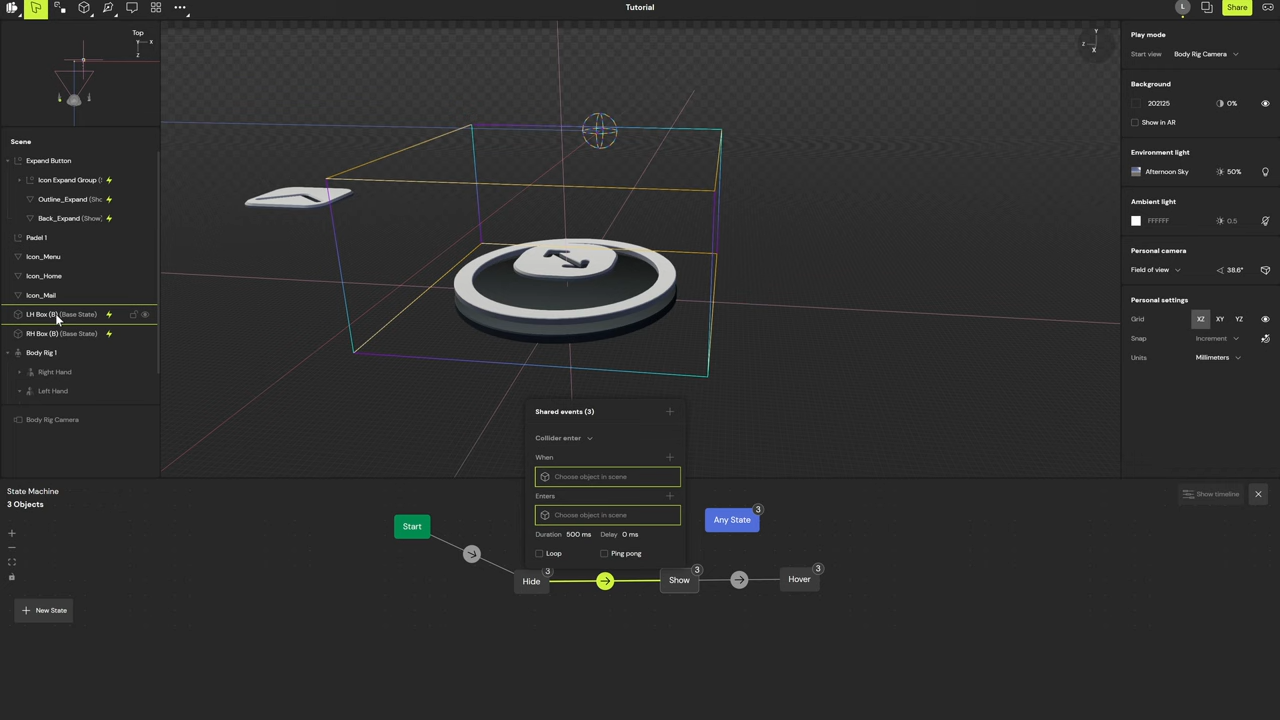 Tutorial
L
Share
Top
Y
X
Z
Scene
Expand Button
Icon Expand Group (
Outline_Expand (Sho
Back_Expand (Show)
Padel 1
Icon_Menu
Icon_Home
Icon_Mail
LH Box (B) (Base State)
RH Box (B) (Base State)
Body Rig 1
Right Hand
Left Hand
Body Rig Camera
Y
Z
X
Play mode
Start view Body Rig Camera
Background
202125 0%
Show in AR
Environment light
Afternoon Sky 50%
Ambient light
FFFFFF 0.5
Personal camera
Field of view 38.6°
Personal settings
Grid XZ XY YZ
Snap Increment
Units Millimeters
Shared events (3)
Collider enter
When
Choose object in scene
Enters
Choose object in scene
Duration 500 ms Delay 0 ms
Loop Ping pong
State Machine
3 Objects
Show timeline
Start
Any State 3
Hide 3
Show 3
Hover 3
New State